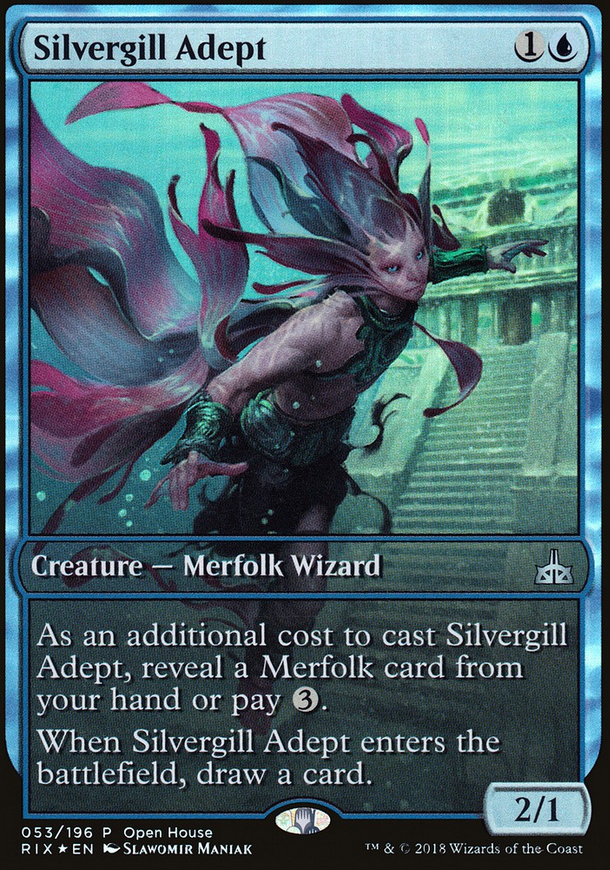 Silvergill Adept 1
Creature — Merfolk Wizard
As an additional cost to cast Silvergill
Adept, reveal a Merfolk card from
your hand or pay 3.
When Silvergill Adept enters the
battlefield, draw a card.
2/1
053/196 P Open House
RIX★EN Slawomir Maniak
™ & © 2018 Wizards of the Coast